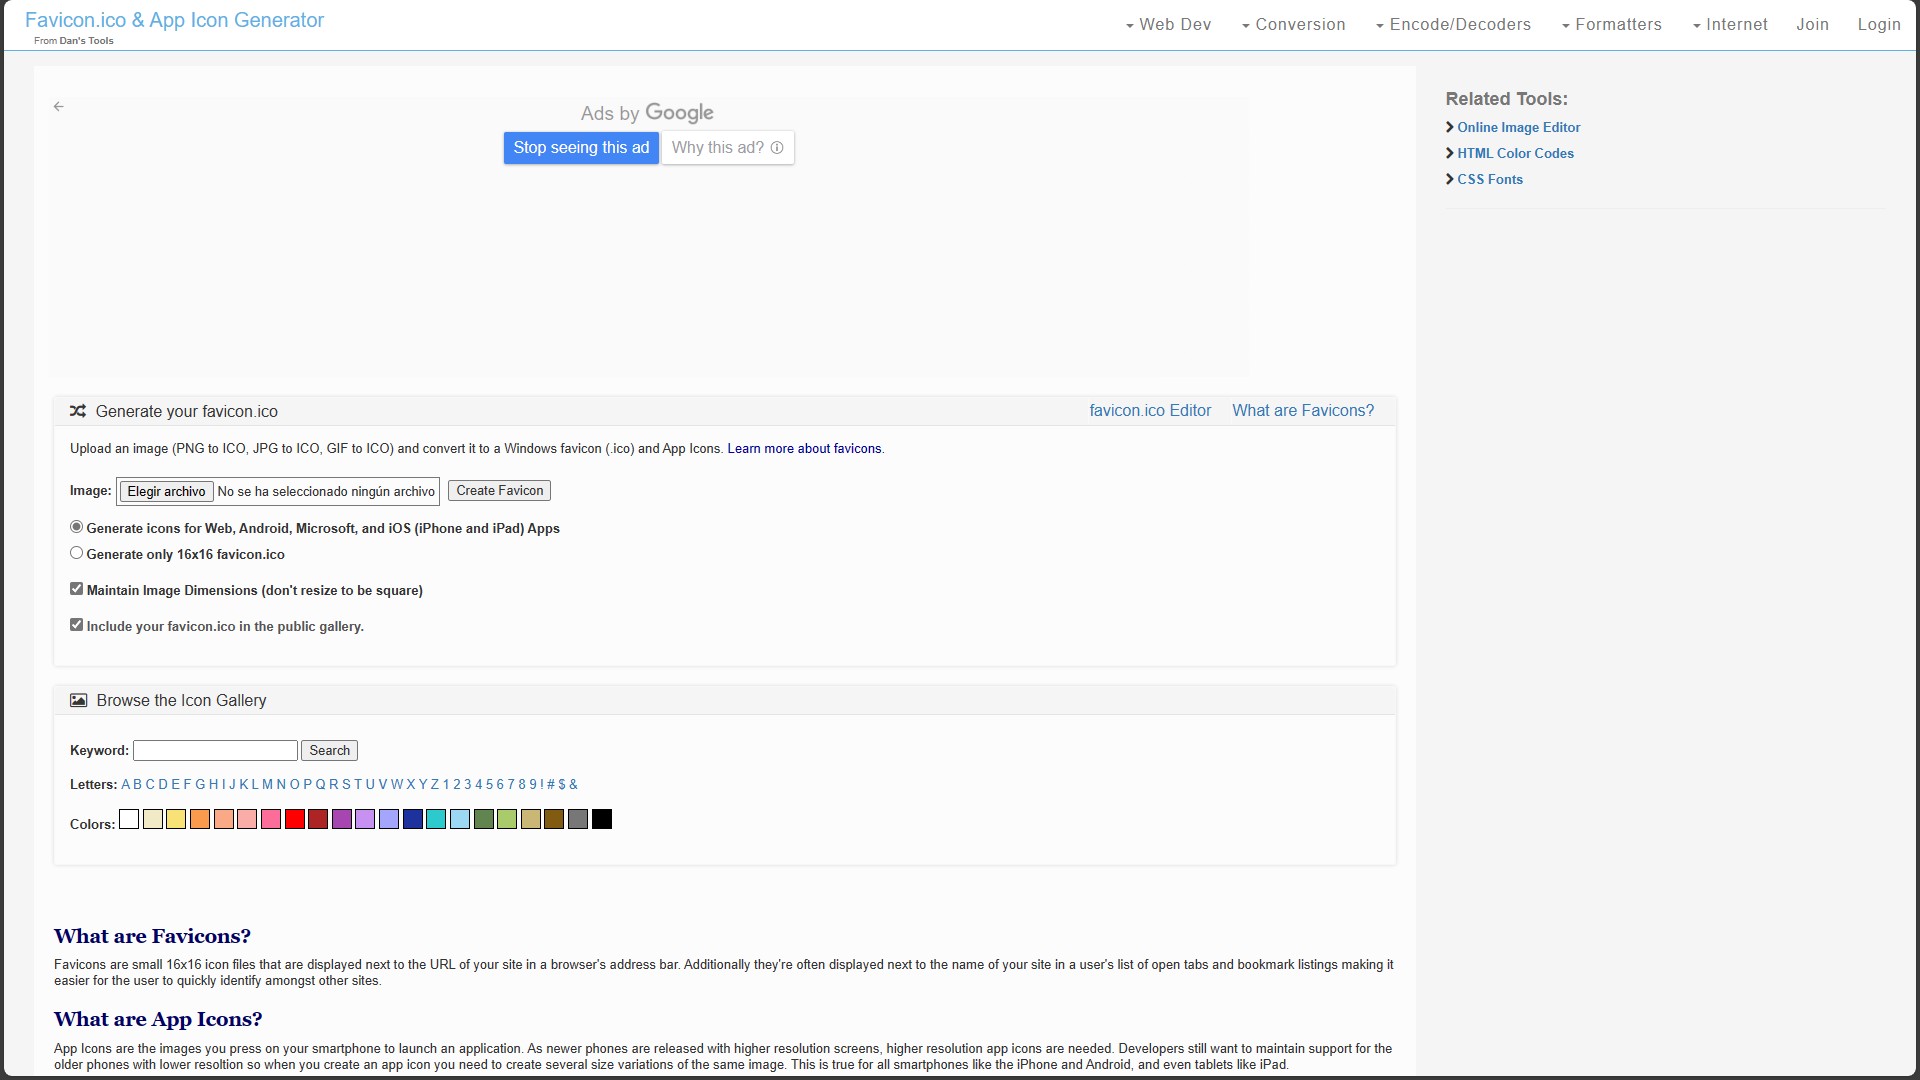 Favicon.ico & App Icon Generator
From Dan's Tools
Web Dev
Conversion
Encode/Decoders
Formatters
Internet
Join
Login
Ads by Google
Stop seeing this ad
Why this ad?
Related Tools:
Online Image Editor
HTML Color Codes
CSS Fonts
Generate your favicon.ico
favicon.ico Editor
What are Favicons?
Upload an image (PNG to ICO, JPG to ICO, GIF to ICO) and convert it to a Windows favicon (.ico) and App Icons. Learn more about favicons.
Image: Elegir archivo No se ha seleccionado ningún archivo Create Favicon
Generate icons for Web, Android, Microsoft, and iOS (iPhone and iPad) Apps
Generate only 16x16 favicon.ico
Maintain Image Dimensions (don't resize to be square)
Include your favicon.ico in the public gallery.
Browse the Icon Gallery
Keyword: Search
Letters: A B C D E F G H I J K L M N O P Q R S T U V W X Y Z 1 2 3 4 5 6 7 8 9 ! # $ &
Colors:
What are Favicons?
Favicons are small 16x16 icon files that are displayed next to the URL of your site in a browser's address bar. Additionally they're often displayed next to the name of your site in a user's list of open tabs and bookmark listings making it
easier for the user to quickly identify amongst other sites.
What are App Icons?
App Icons are the images you press on your smartphone to launch an application. As newer phones are released with higher resolution screens, higher resolution app icons are needed. Developers still want to maintain support for the
older phones with lower resoltion so when you create an app icon you need to create several size variations of the same image. This is true for all smartphones like the iPhone and Android, and even tablets like iPad.